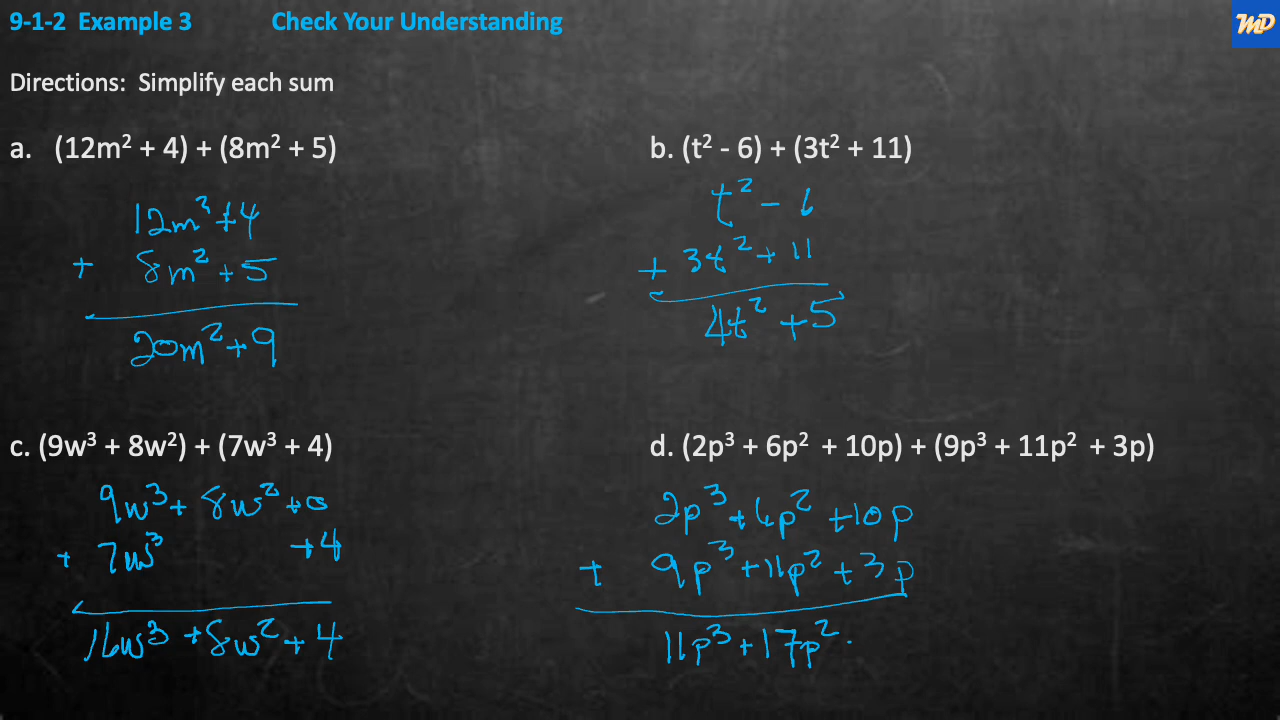 9-1-2 Example 3 Check Your Understanding
MD
Directions: Simplify each sum
a. (12m² + 4) + (8m² + 5)
12m² + 4
+ 8m² + 5
20m² + 9
b. (t² - 6) + (3t² + 11)
t² - 6
+ 3t² + 11
4t² + 5
c. (9w³ + 8w²) + (7w³ + 4)
9w³ + 8w² + 0
+ 7w³ + 4
16w³ + 8w² + 4
d. (2p³ + 6p² + 10p) + (9p³ + 11p² + 3p)
2p³ + 6p² + 10p
+ 9p³ + 11p² + 3p
11p³ + 17p²